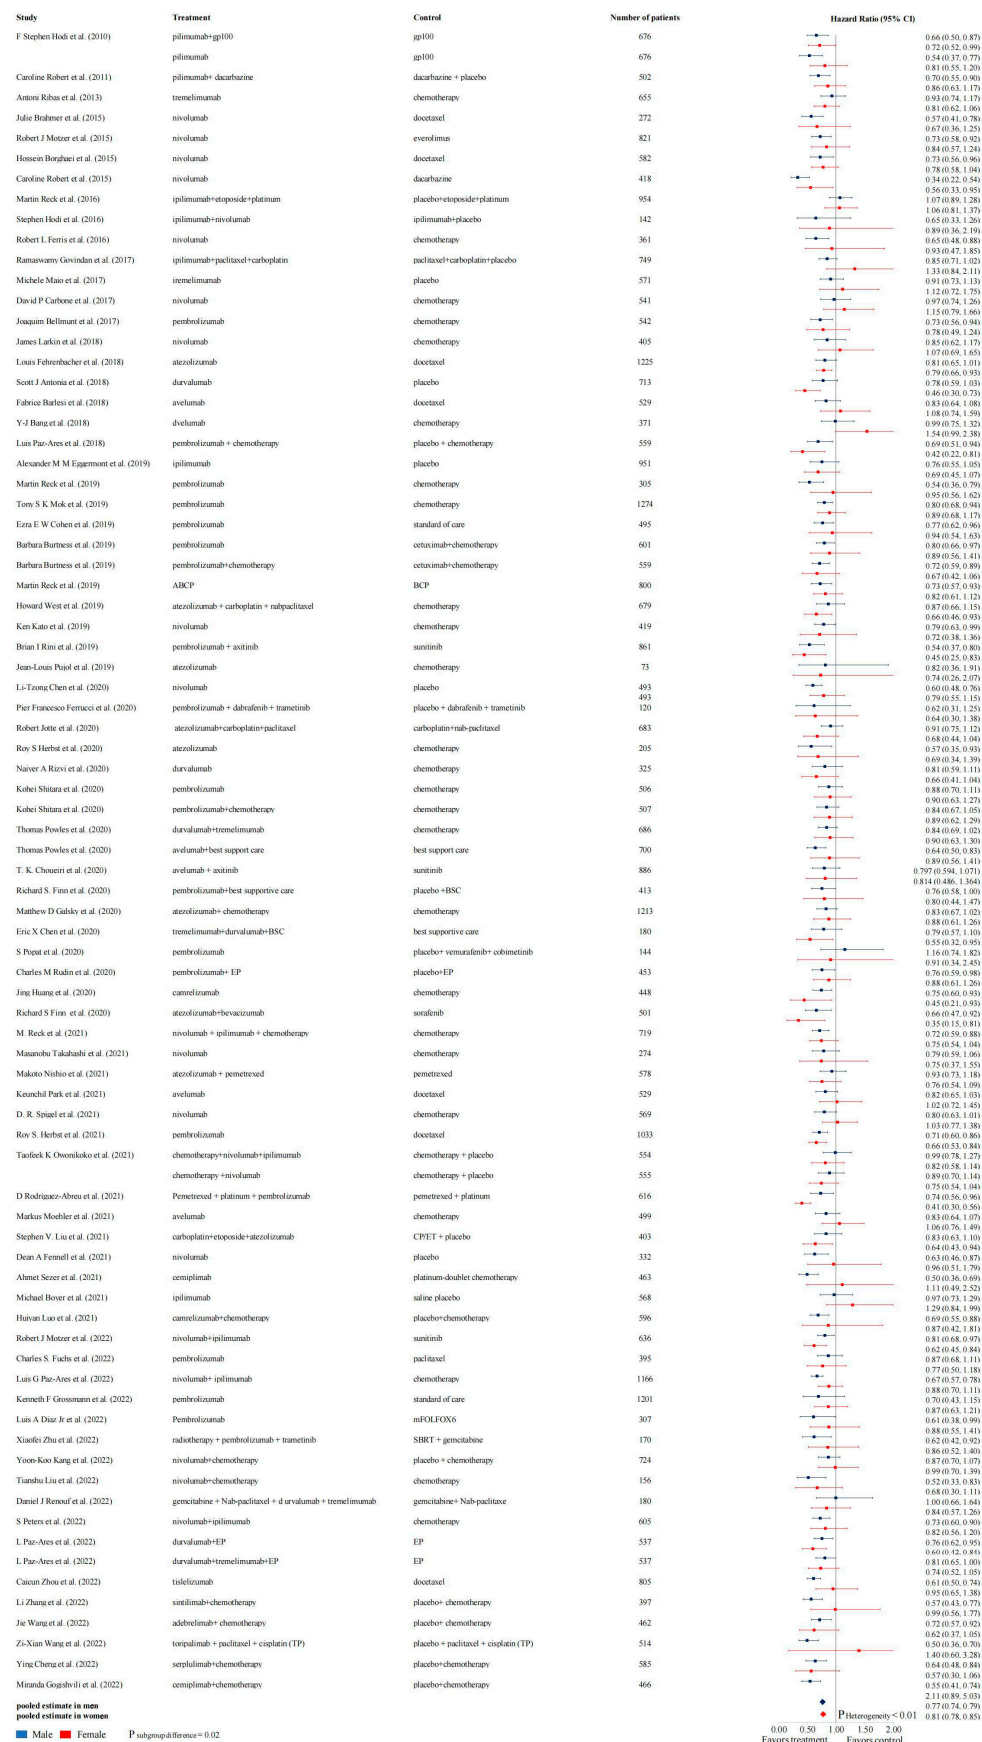 Study Treatment Control Number of patients Hazard Ratio (95% CI)
F Stephen Hodi et al. (2010) pilimumab+gp100 gp100 676 0.66 (0.50, 0.87)
0.72 (0.52, 0.99)
pilimumab gp100 676 0.54 (0.37, 0.77)
0.81 (0.55, 1.20)
Caroline Robert et al. (2011) pilimumab+ dacarbazine dacarbazine + placebo 502 0.70 (0.55, 0.90)
0.86 (0.63, 1.17)
Antoni Ribas et al. (2013) tremelimumab chemotherapy 655 0.93 (0.74, 1.17)
0.81 (0.62, 1.06)
Julie Brahmer et al. (2015) nivolumab docetaxel 272 0.57 (0.41, 0.78)
0.67 (0.36, 1.25)
Robert J Motzer et al. (2015) nivolumab everolimus 821 0.73 (0.58, 0.92)
0.84 (0.57, 1.24)
Hossein Borghaei et al. (2015) nivolumab docetaxel 582 0.73 (0.56, 0.96)
0.78 (0.58, 1.04)
Caroline Robert et al. (2015) nivolumab dacarbazine 418 0.34 (0.22, 0.54)
0.56 (0.33, 0.95)
Martin Reck et al. (2016) ipilimumab+etoposide+platinum placebo+etoposide+platinum 954 1.07 (0.89, 1.28)
1.06 (0.81, 1.37)
Stephen Hodi et al. (2016) ipilimumab+nivolumab ipilimumab+placebo 142 0.65 (0.33, 1.26)
0.89 (0.36, 2.19)
Robert L Ferris et al. (2016) nivolumab chemotherapy 361 0.65 (0.48, 0.88)
0.93 (0.47, 1.85)
Ramaswamy Govindan et al. (2017) ipilimumab+paclitaxel+carboplatin paclitaxel+carboplatin+placebo 749 0.85 (0.71, 1.02)
1.33 (0.84, 2.11)
Michele Maio et al. (2017) iremelimumab placebo 571 0.91 (0.73, 1.13)
1.12 (0.72, 1.75)
David P Carbone et al. (2017) nivolumab chemotherapy 541 0.97 (0.74, 1.26)
1.15 (0.79, 1.66)
Joaquim Bellmunt et al. (2017) pembrolizumab chemotherapy 542 0.73 (0.56, 0.94)
0.78 (0.49, 1.24)
James Larkin et al. (2018) nivolumab chemotherapy 405 0.85 (0.62, 1.17)
1.07 (0.69, 1.65)
Louis Fehrenbacher et al. (2018) atezolizumab docetaxel 1225 0.81 (0.65, 1.01)
0.79 (0.66, 0.93)
Scott J Antonia et al. (2018) durvalumab placebo 713 0.78 (0.59, 1.03)
0.46 (0.30, 0.73)
Fabrice Barlesi et al. (2018) avelumab docetaxel 529 0.83 (0.64, 1.08)
1.08 (0.74, 1.59)
Y-J Bang et al. (2018) dvelumab chemotherapy 371 0.99 (0.75, 1.32)
1.54 (0.99, 2.38)
Luis Paz-Ares et al. (2018) pembrolizumab + chemotherapy placebo + chemotherapy 559 0.69 (0.51, 0.94)
0.42 (0.22, 0.81)
Alexander M M Eggermont et al. (2019) ipilimumab placebo 951 0.76 (0.55, 1.05)
0.69 (0.45, 1.07)
Martin Reck et al. (2019) pembrolizumab chemotherapy 305 0.54 (0.36, 0.79)
0.95 (0.56, 1.62)
Tony S K Mok et al. (2019) pembrolizumab chemotherapy 1274 0.80 (0.68, 0.94)
0.89 (0.68, 1.17)
Ezra E W Cohen et al. (2019) pembrolizumab standard of care 495 0.77 (0.62, 0.96)
0.94 (0.54, 1.63)
Barbara Burtness et al. (2019) pembrolizumab cetuximab+chemotherapy 601 0.80 (0.66, 0.97)
0.89 (0.56, 1.41)
Barbara Burtness et al. (2019) pembrolizumab+chemotherapy cetuximab+chemotherapy 559 0.72 (0.59, 0.89)
0.67 (0.42, 1.06)
Martin Reck et al. (2019) ABCP BCP 800 0.73 (0.57, 0.93)
0.82 (0.61, 1.12)
Howard West et al. (2019) atezolizumab + carboplatin + nabpaclitaxel chemotherapy 679 0.87 (0.66, 1.15)
0.66 (0.46, 0.93)
Ken Kato et al. (2019) nivolumab chemotherapy 419 0.79 (0.63, 0.99)
0.72 (0.38, 1.36)
Brian I Rini et al. (2019) pembrolizumab + axitinib sunitinib 861 0.54 (0.37, 0.80)
0.45 (0.25, 0.83)
Jean-Louis Pujol et al. (2019) atezolizumab chemotherapy 73 0.82 (0.36, 1.91)
0.74 (0.26, 2.07)
Li-Tzong Chen et al. (2020) nivolumab placebo 493 0.60 (0.48, 0.76)
493 0.79 (0.55, 1.15)
Pier Francesco Ferrucci et al. (2020) pembrolizumab + dabrafenib + trametinib placebo + dabrafenib + trametinib 120 0.62 (0.31, 1.25)
0.64 (0.30, 1.38)
Robert Jotte et al. (2020) atezolizumab+carboplatin+paclitaxel carboplatin+nab-paclitaxel 683 0.91 (0.75, 1.12)
0.68 (0.44, 1.04)
Roy S Herbst et al. (2020) atezolizumab chemotherapy 205 0.57 (0.35, 0.93)
0.69 (0.34, 1.39)
Naiyer A Rizvi et al. (2020) durvalumab chemotherapy 325 0.81 (0.59, 1.11)
0.66 (0.41, 1.04)
Kohei Shitara et al. (2020) pembrolizumab chemotherapy 506 0.88 (0.70, 1.11)
0.90 (0.63, 1.27)
Kohei Shitara et al. (2020) pembrolizumab+chemotherapy chemotherapy 507 0.84 (0.67, 1.05)
0.89 (0.62, 1.29)
Thomas Powles et al. (2020) durvalumab+tremelimumab chemotherapy 686 0.84 (0.69, 1.02)
0.90 (0.63, 1.30)
Thomas Powles et al. (2020) avelumab+best support care best support care 700 0.64 (0.50, 0.83)
0.89 (0.56, 1.41)
T. K. Choueiri et al. (2020) avelumab + axitinib sunitinib 886 0.797 (0.594, 1.071)
0.814 (0.486, 1.364)
Richard S. Finn et al. (2020) pembrolizumab+best supportive care placebo +BSC 413 0.76 (0.58, 1.00)
0.80 (0.44, 1.47)
Matthew D Galsky et al. (2020) atezolizumab+ chemotherapy chemotherapy 1213 0.83 (0.67, 1.02)
0.88 (0.61, 1.26)
Eric X Chen et al. (2020) tremelimumab+durvalumab+BSC best supportive care 180 0.79 (0.57, 1.10)
0.55 (0.32, 0.95)
S Popat et al. (2020) pembrolizumab placebo+ vemurafenib+ cobimetinib 144 1.16 (0.74, 1.82)
0.91 (0.34, 2.45)
Charles M Rudin et al. (2020) pembrolizumab+ EP placebo+EP 453 0.76 (0.59, 0.98)
0.88 (0.61, 1.26)
Jing Huang et al. (2020) camrelizumab chemotherapy 448 0.75 (0.60, 0.93)
0.45 (0.21, 0.93)
Richard S Finn et al. (2020) atezolizumab+bevacizumab sorafenib 501 0.66 (0.47, 0.92)
0.35 (0.15, 0.81)
M. Reck et al. (2021) nivolumab + ipilimumab + chemotherapy chemotherapy 719 0.72 (0.59, 0.88)
0.75 (0.54, 1.04)
Masanobu Takahashi et al. (2021) nivolumab chemotherapy 274 0.79 (0.59, 1.06)
0.75 (0.37, 1.55)
Makoto Nishio et al. (2021) atezolizumab + pemetrexed pemetrexed 578 0.93 (0.73, 1.18)
0.76 (0.54, 1.09)
Keunchil Park et al. (2021) avelumab docetaxel 529 0.82 (0.65, 1.03)
1.02 (0.72, 1.45)
D. R. Spigel et al. (2021) nivolumab chemotherapy 569 0.80 (0.63, 1.01)
1.03 (0.77, 1.38)
Roy S. Herbst et al. (2021) pembrolizumab docetaxel 1033 0.71 (0.60, 0.86)
0.66 (0.53, 0.84)
Taofeek K Owonikoko et al. (2021) chemotherapy+nivolumab+ipilimumab chemotherapy + placebo 554 0.99 (0.78, 1.27)
0.82 (0.58, 1.14)
chemotherapy +nivolumab chemotherapy + placebo 555 0.89 (0.70, 1.14)
0.75 (0.54, 1.04)
D Rodríguez-Abreu et al. (2021) Pemetrexed + platinum + pembrolizumab pemetrexed + platinum 616 0.74 (0.56, 0.96)
0.41 (0.30, 0.56)
Markus Moehler et al. (2021) avelumab chemotherapy 499 0.83 (0.64, 1.07)
1.06 (0.76, 1.49)
Stephen V. Liu et al. (2021) carboplatin+etoposide+atezolizumab CP/ET + placebo 403 0.83 (0.63, 1.10)
0.64 (0.43, 0.94)
Dean A Fennell et al. (2021) nivolumab placebo 332 0.63 (0.46, 0.87)
0.96 (0.51, 1.79)
Ahmet Sezer et al. (2021) cemiplimab platinum-doublet chemotherapy 463 0.50 (0.36, 0.69)
1.11 (0.49, 2.52)
Michael Boyer et al. (2021) ipilimumab saline placebo 568 0.97 (0.73, 1.29)
1.29 (0.84, 1.99)
Huiyan Luo et al. (2021) camrelizumab+chemotherapy placebo+chemotherapy 596 0.69 (0.55, 0.88)
0.87 (0.42, 1.81)
Robert J Motzer et al. (2022) nivolumab+ipilimumab sunitinib 636 0.81 (0.68, 0.97)
0.62 (0.45, 0.84)
Charles S. Fuchs et al. (2022) pembrolizumab paclitaxel 395 0.87 (0.68, 1.11)
0.77 (0.50, 1.18)
Luis G Paz-Ares et al. (2022) nivolumab+ ipilimumab chemotherapy 1166 0.67 (0.57, 0.78)
0.88 (0.70, 1.11)
Kenneth F Grossmann et al. (2022) pembrolizumab standard of care 1201 0.70 (0.43, 1.15)
0.87 (0.63, 1.21)
Luis A Diaz Jr et al. (2022) Pembrolizumab mFOLFOX6 307 0.61 (0.38, 0.99)
0.88 (0.55, 1.41)
Xiaofei Zhu et al. (2022) radiotherapy + pembrolizumab + trametinib SBRT + gemcitabine 170 0.62 (0.42, 0.92)
0.86 (0.52, 1.40)
Yoon-Koo Kang et al. (2022) nivolumab+chemotherapy placebo + chemotherapy 724 0.87 (0.70, 1.07)
0.99 (0.70, 1.39)
Tianshu Liu et al. (2022) nivolumab+chemotherapy chemotherapy 156 0.52 (0.33, 0.83)
0.68 (0.30, 1.11)
Daniel J Renouf et al. (2022) gemcitabine + Nab-paclitaxel + d urvalumab + tremelimumab gemcitabine+ Nab-paclitaxe 180 1.00 (0.66, 1.64)
0.84 (0.57, 1.26)
S Peters et al. (2022) nivolumab+ipilimumab chemotherapy 605 0.73 (0.60, 0.90)
0.82 (0.56, 1.20)
L Paz-Ares et al. (2022) durvalumab+EP EP 537 0.76 (0.62, 0.95)
0.60 (0.42, 0.84)
L Paz-Ares et al. (2022) durvalumab+tremelimumab+EP EP 537 0.81 (0.65, 1.00)
0.74 (0.52, 1.05)
Caicun Zhou et al. (2022) tislelizumab docetaxel 805 0.61 (0.50, 0.74)
0.95 (0.65, 1.38)
Li Zhang et al. (2022) sintilimab+chemotherapy placebo+ chemotherapy 397 0.57 (0.43, 0.77)
0.99 (0.56, 1.77)
Jie Wang et al. (2022) adebrelimab+ chemotherapy placebo+ chemotherapy 462 0.72 (0.57, 0.92)
0.62 (0.37, 1.05)
Zi-Xian Wang et al. (2022) toripalimab + paclitaxel + cisplatin (TP) placebo + paclitaxel + cisplatin (TP) 514 0.50 (0.36, 0.70)
1.40 (0.60, 3.28)
Ying Cheng et al. (2022) serplulimab+chemotherapy placebo+chemotherapy 585 0.64 (0.48, 0.84)
0.57 (0.30, 1.06)
Miranda Gogishvili et al. (2022) cemiplimab+chemotherapy placebo+chemotherapy 466 0.55 (0.41, 0.74)
2.11 (0.89, 5.03)
pooled estimate in men 0.77 (0.74, 0.79)
pooled estimate in women P Heterogeneity < 0.01 0.81 (0.78, 0.85)
Male Female P subgroup difference = 0.02 0.00 0.50 1.00 1.50 2.00
Favors treatment Favors control